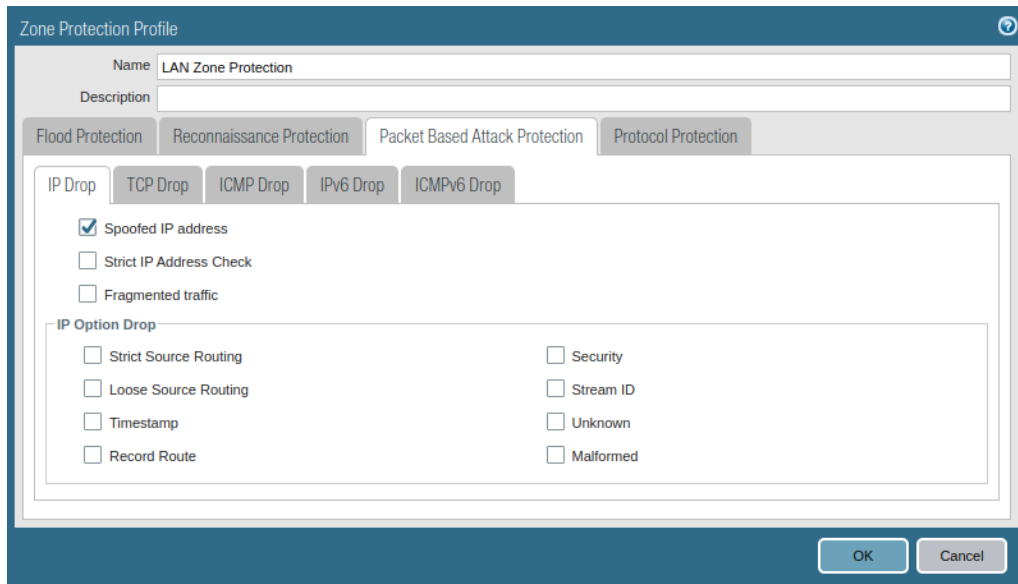 Zone Protection Profile
?
Name LAN Zone Protection
Description
Flood Protection Reconnaissance Protection Packet Based Attack Protection Protocol Protection
IP Drop TCP Drop ICMP Drop IPv6 Drop ICMPv6 Drop
Spoofed IP address
Strict IP Address Check
Fragmented traffic
IP Option Drop
Strict Source Routing Security
Loose Source Routing Stream ID
Timestamp Unknown
Record Route Malformed
OK Cancel